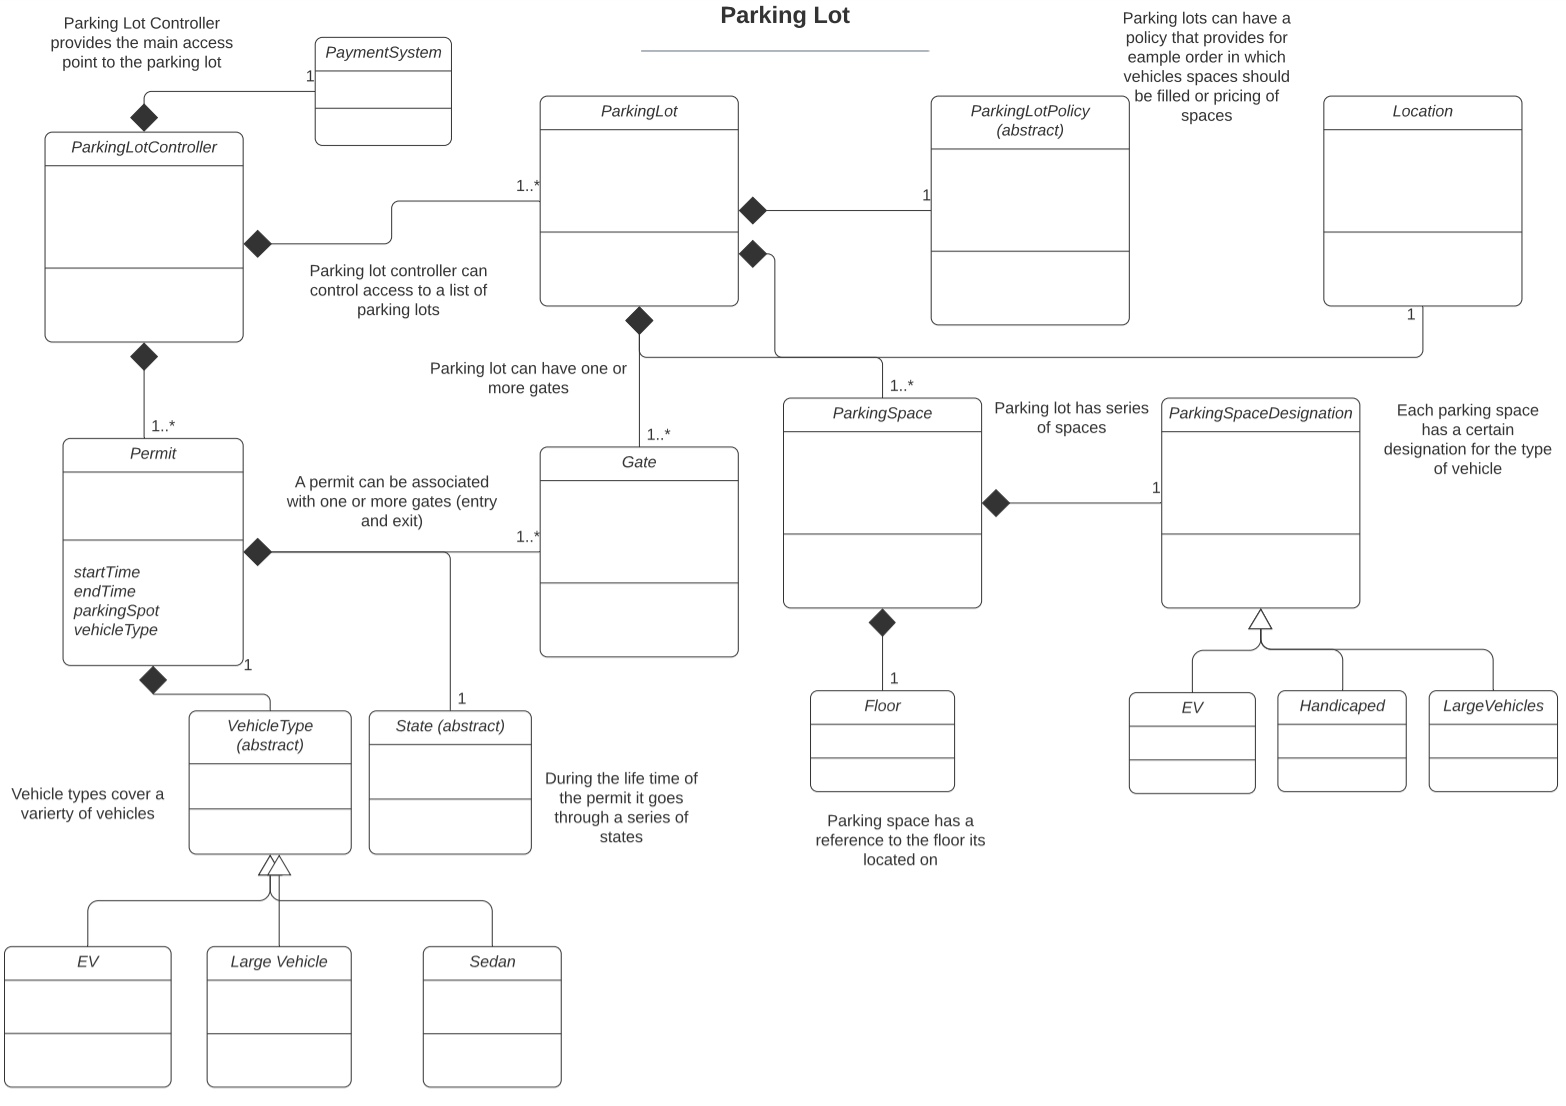 Parking Lot
Parking Lot Controller
provides the main access
point to the parking lot
PaymentSystem
1
Parking lots can have a
policy that provides for
eample order in which
vehicles spaces should
be filled or pricing of
spaces
ParkingLotController
ParkingLot
ParkingLotPolicy
(abstract)
Location
1..*
1
Parking lot controller can
control access to a list of
parking lots
1
Parking lot can have one or
more gates
1..*
1..*
1..*
Permit
startTime
endTime
parkingSpot
vehicleType
A permit can be associated
with one or more gates (entry
and exit)
1..*
Gate
ParkingSpace
Parking lot has series
of spaces
1
ParkingSpaceDesignation
Each parking space
has a certain
designation for the type
of vehicle
1
1
1
VehicleType
(abstract)
State (abstract)
Floor
EV
Handicaped
LargeVehicles
Vehicle types cover a
varierty of vehicles
During the life time of
the permit it goes
through a series of
states
Parking space has a
reference to the floor its
located on
EV
Large Vehicle
Sedan